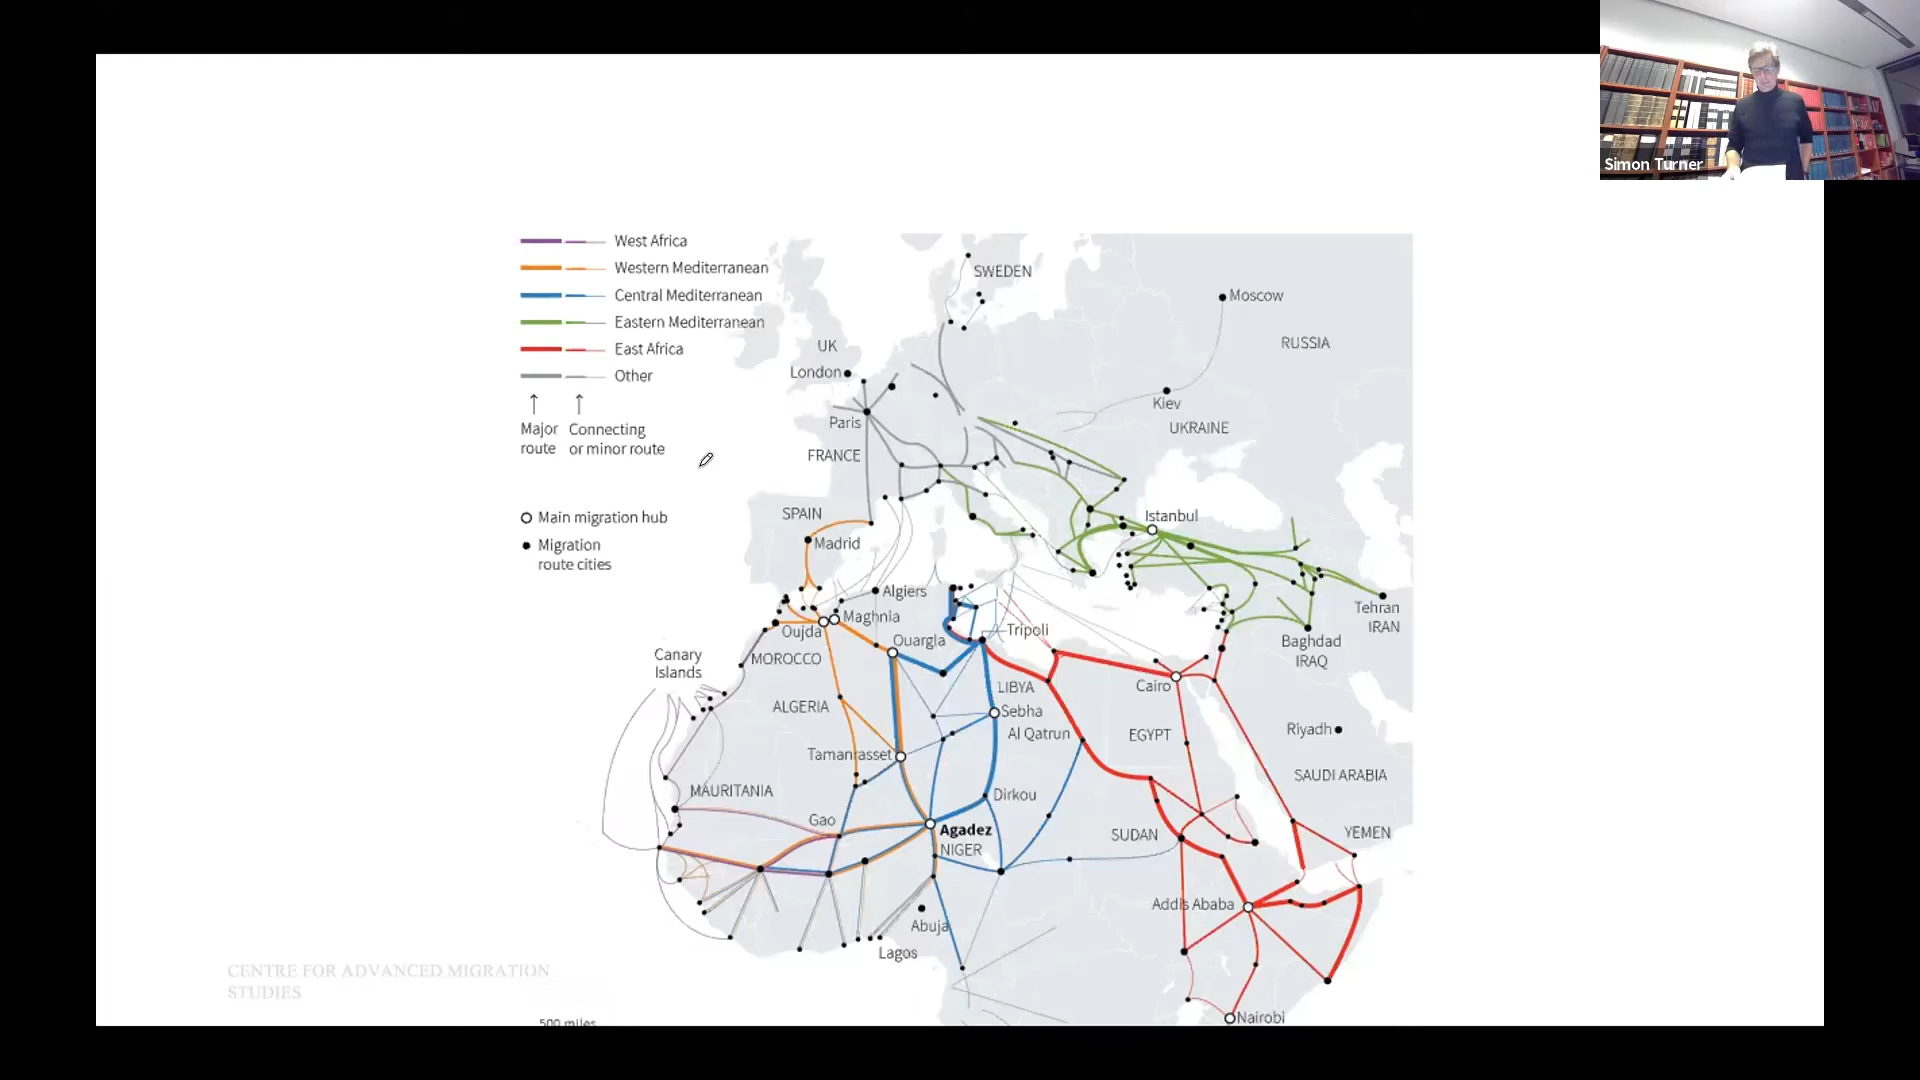 Simon Turner
West Africa
Western Mediterranean
Central Mediterranean
Eastern Mediterranean
East Africa
Other
Major
route
Connecting
or minor route
Main migration hub
Migration
route cities
SWEDEN
Moscow
RUSSIA
UK
London
Kiev
UKRAINE
Paris
FRANCE
SPAIN
Madrid
Istanbul
Algiers
Tehran
IRAN
Maghnia
Oujda
Ouargla
Tripoli
Baghdad
IRAQ
Canary
Islands
MOROCCO
LIBYA
Cairo
ALGERIA
Sebha
Al Qatrun
EGYPT
Riyadh
Tamanrasset
SAUDI ARABIA
MAURITANIA
Dirkou
Gao
Agadez
NIGER
SUDAN
YEMEN
Addis Ababa
Abuja
Lagos
CENTRE FOR ADVANCED MIGRATION
STUDIES
500 miles
Nairobi